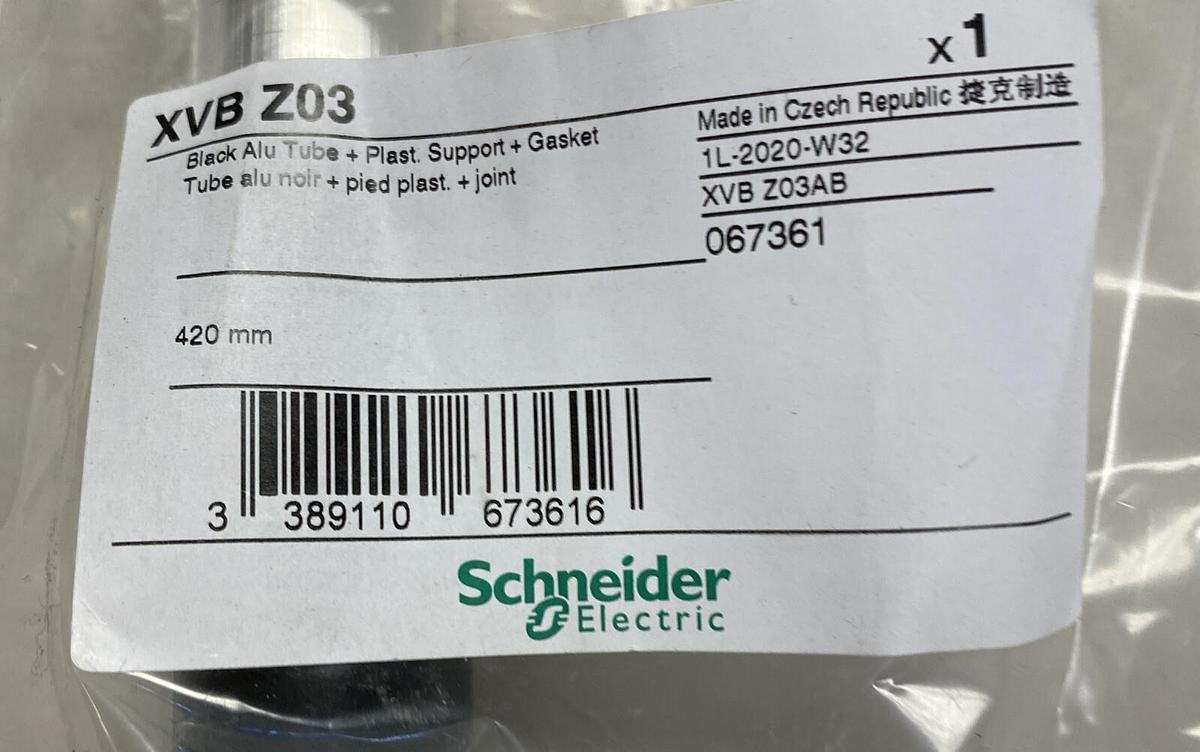 x 1
XVB Z03
Black Alu Tube + Plast. Support + Gasket
Tube alu noir + pied plast. + joint
Made in Czech Republic 捷克制造
1L-2020-W32
XVB Z03AB
067361
420 mm
3 389110 673616
Schneider
Electric